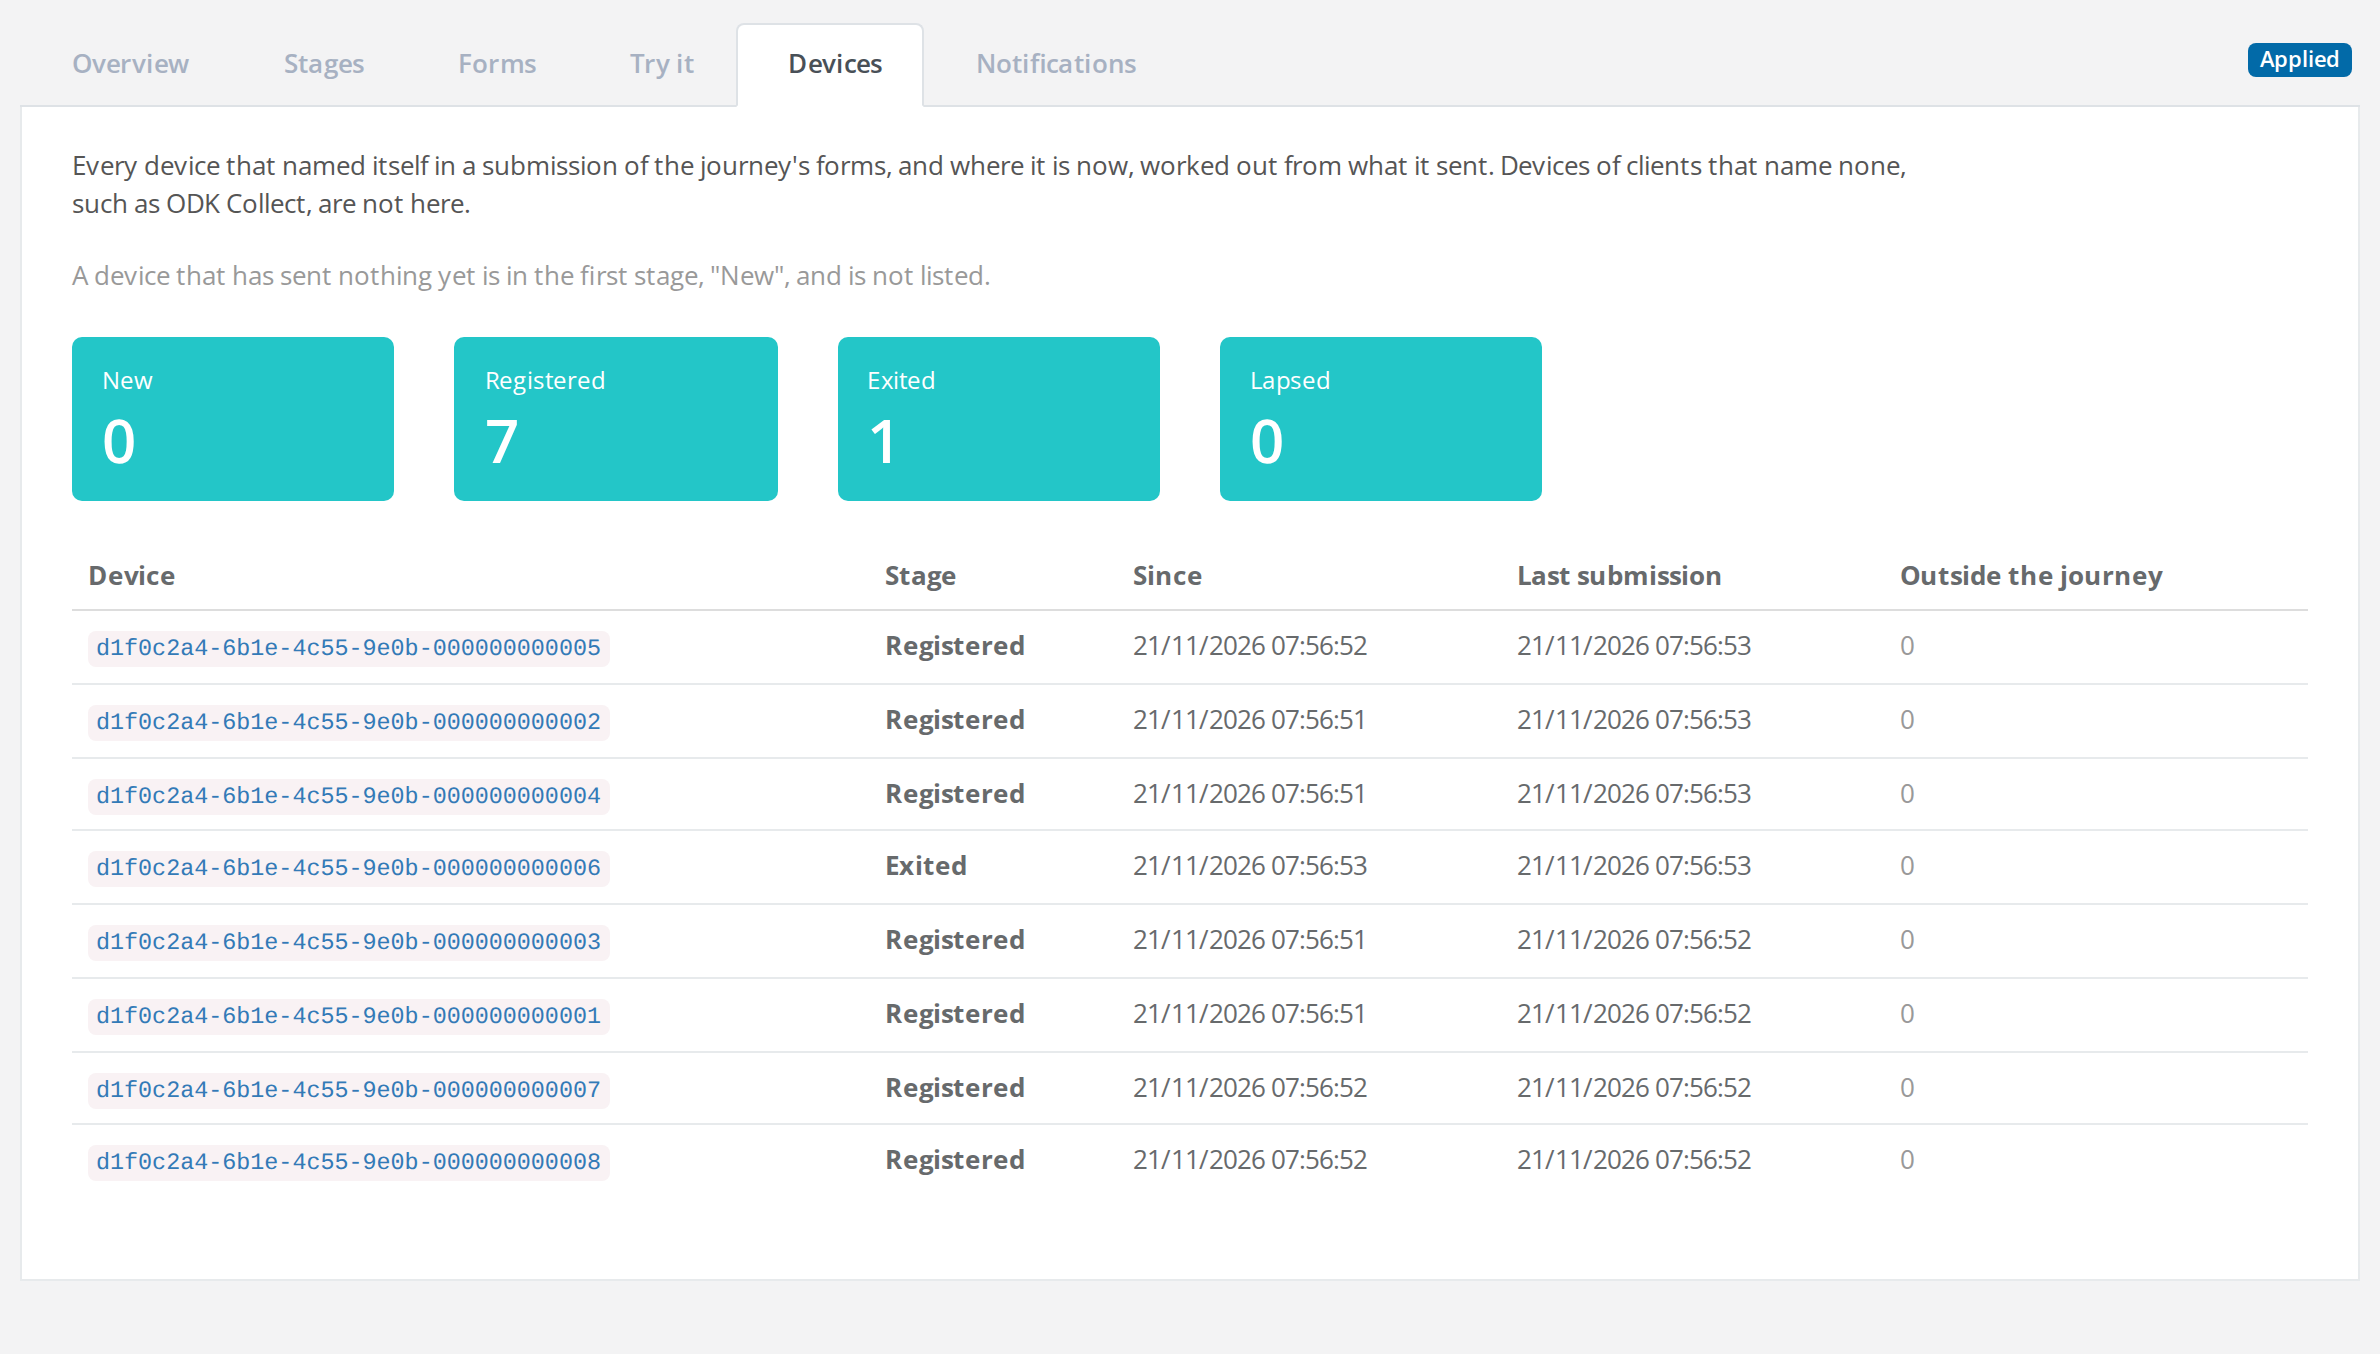 Overview Stages Forms Try it Devices Notifications Applied
Every device that named itself in a submission of the journey's forms, and where it is now, worked out from what it sent. Devices of clients that name none,
such as ODK Collect, are not here.
A device that has sent nothing yet is in the first stage, "New", and is not listed.
New Registered Exited Lapsed
0 7 1 0
Device Stage Since Last submission Outside the journey
d1f0c2a4-6b1e-4c55-9e0b-000000000005 Registered 21/11/2026 07:56:52 21/11/2026 07:56:53 0
d1f0c2a4-6b1e-4c55-9e0b-000000000002 Registered 21/11/2026 07:56:51 21/11/2026 07:56:53 0
d1f0c2a4-6b1e-4c55-9e0b-000000000004 Registered 21/11/2026 07:56:51 21/11/2026 07:56:53 0
d1f0c2a4-6b1e-4c55-9e0b-000000000006 Exited 21/11/2026 07:56:53 21/11/2026 07:56:53 0
d1f0c2a4-6b1e-4c55-9e0b-000000000003 Registered 21/11/2026 07:56:51 21/11/2026 07:56:52 0
d1f0c2a4-6b1e-4c55-9e0b-000000000001 Registered 21/11/2026 07:56:51 21/11/2026 07:56:52 0
d1f0c2a4-6b1e-4c55-9e0b-000000000007 Registered 21/11/2026 07:56:52 21/11/2026 07:56:52 0
d1f0c2a4-6b1e-4c55-9e0b-000000000008 Registered 21/11/2026 07:56:52 21/11/2026 07:56:52 0